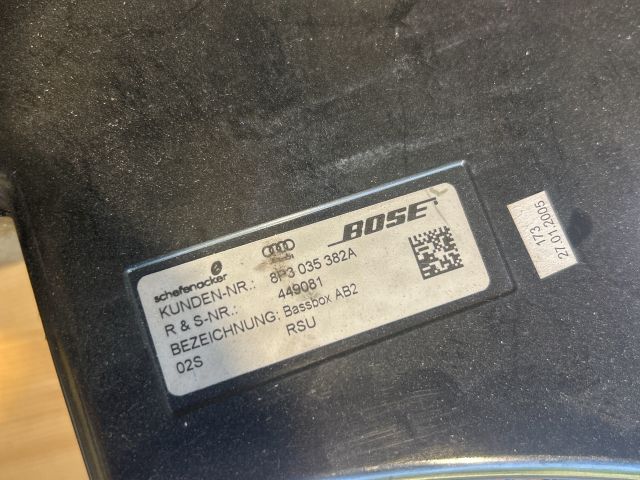 schefenacker
BOSE
KUNDEN-NR.: 8P3 035 382A
R & S-NR.: 449081
BEZEICHNUNG: Bassbox AB2
02S RSU
173
27.01.2005